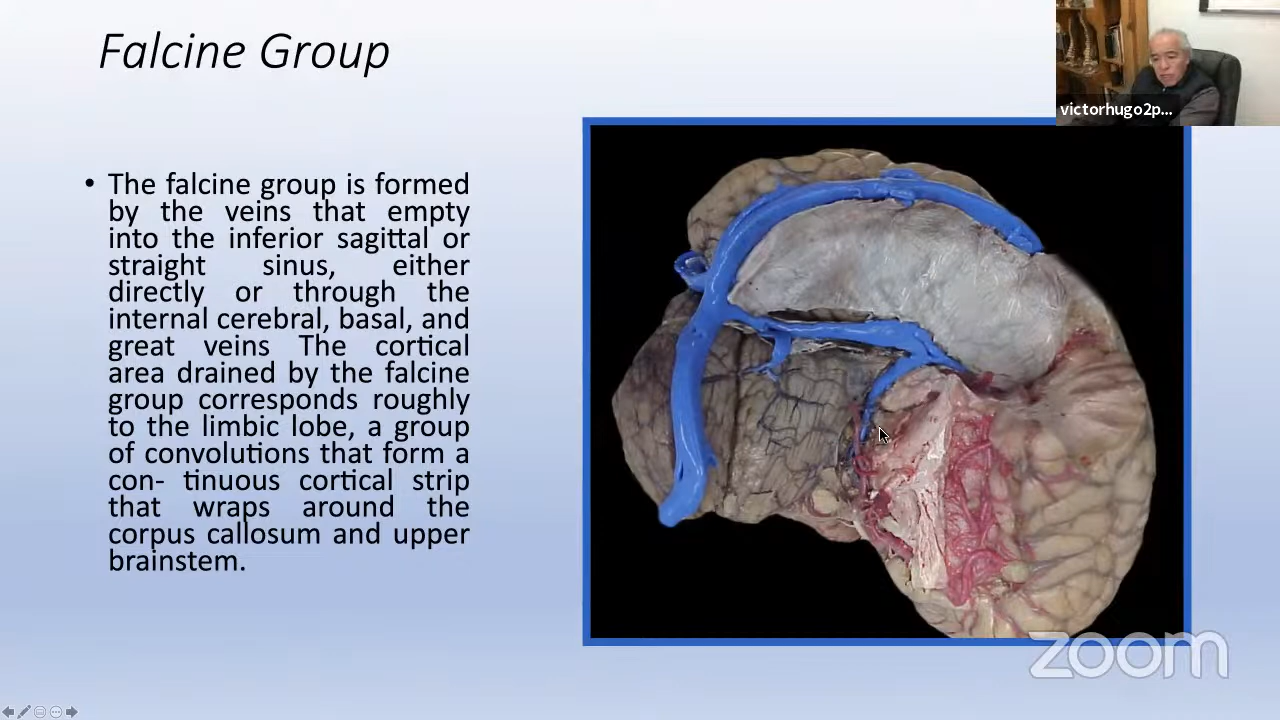 Falcine Group
victorhugo2p...
• The falcine group is formed
by the veins that empty
into the inferior sagittal or
straight sinus, either
directly or through the
internal cerebral, basal, and
great veins The cortical
area drained by the falcine
group corresponds roughly
to the limbic lobe, a group
of convolutions that form a
con- tinuous cortical strip
that wraps around the
corpus callosum and upper
brainstem.
zoom